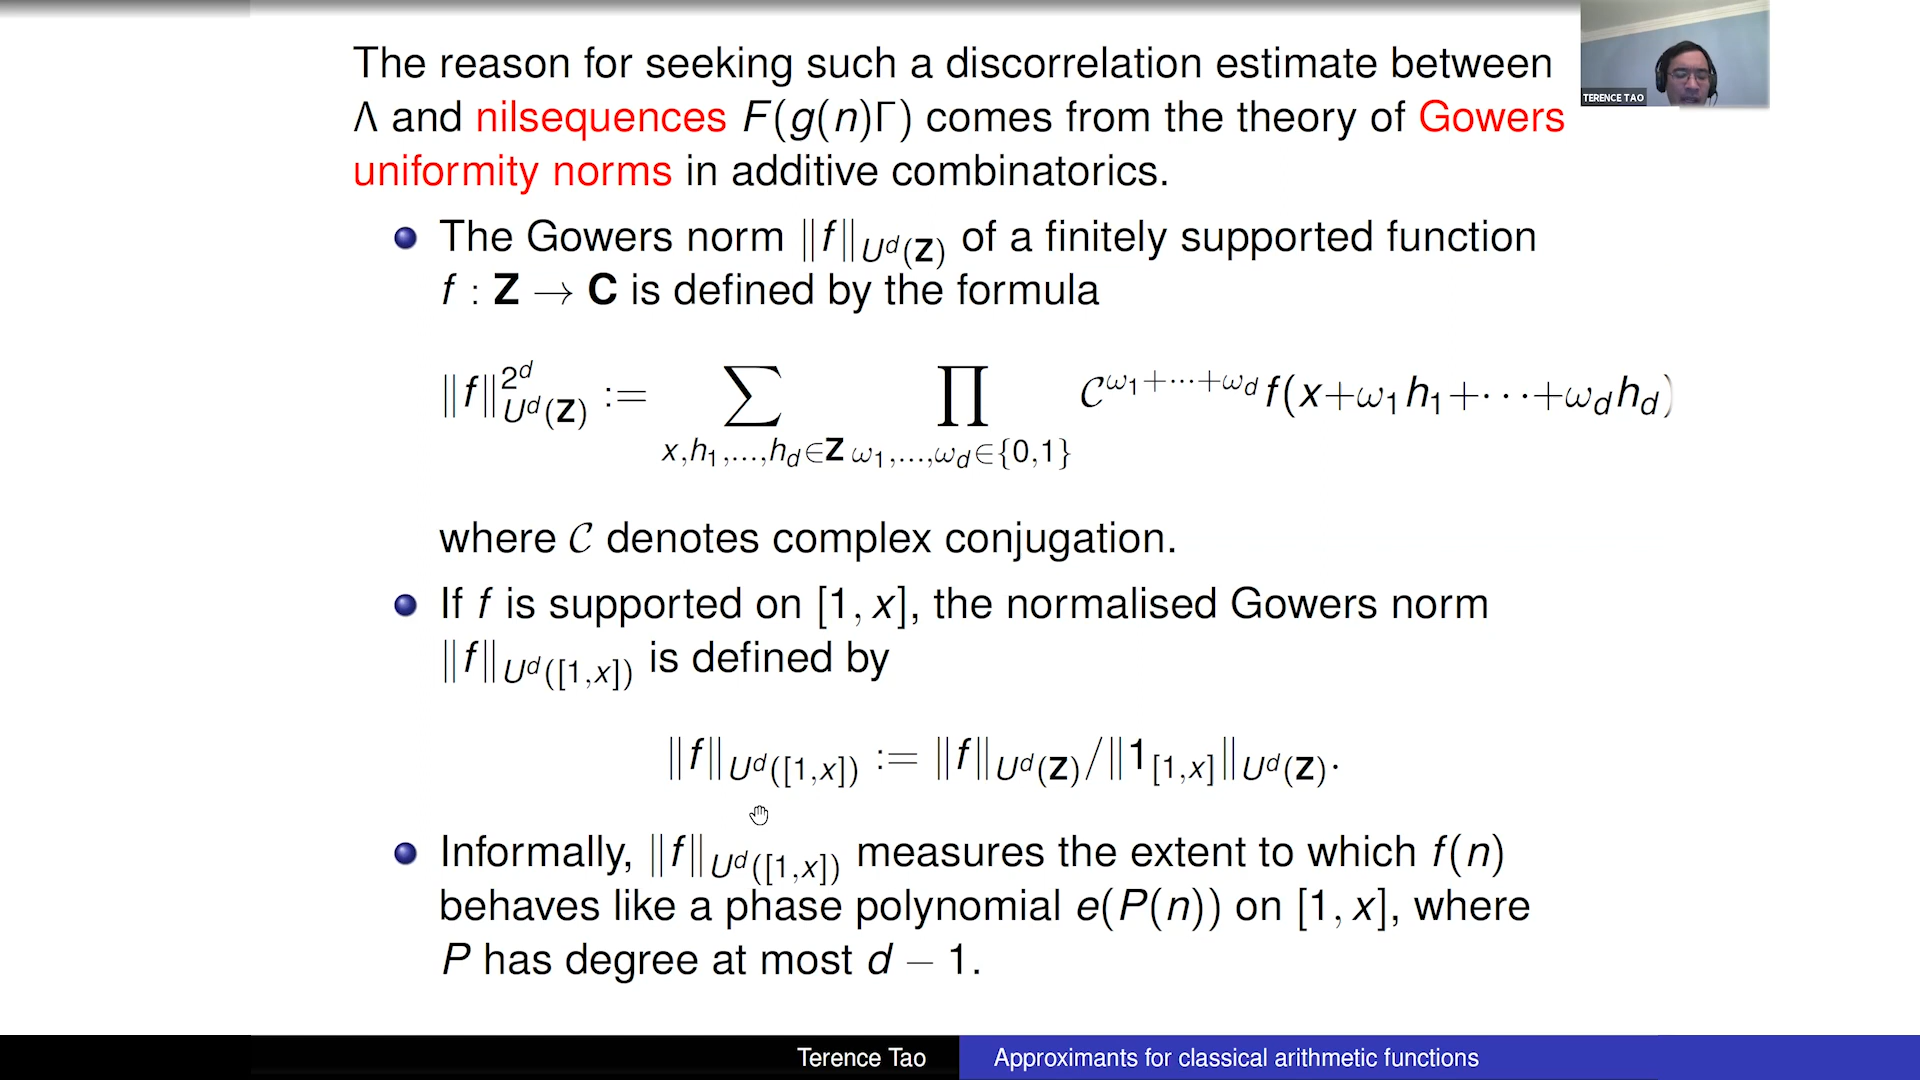 The reason for seeking such a discorrelation estimate between
Λ and nilsequences F(g(n)Γ) comes from the theory of Gowers
uniformity norms in additive combinatorics.
The Gowers norm ‖f‖_{U^d(Z)} of a finitely supported function
f : Z → C is defined by the formula
‖f‖^{2^d}_{U^d(Z)} := ∑_{x,h_1,...,h_d∈Z} ∏_{ω_1,...,ω_d∈{0,1}} C^{ω_1+···+ω_d} f(x+ω_1h_1+···+ω_dh_d)
where C denotes complex conjugation.
If f is supported on [1, x], the normalised Gowers norm
‖f‖_{U^d([1,x])} is defined by
‖f‖_{U^d([1,x])} := ‖f‖_{U^d(Z)}/‖1_{[1,x]}‖_{U^d(Z)}.
Informally, ‖f‖_{U^d([1,x])} measures the extent to which f(n)
behaves like a phase polynomial e(P(n)) on [1, x], where
P has degree at most d − 1.
TERENCE TAO
Terence Tao
Approximants for classical arithmetic functions